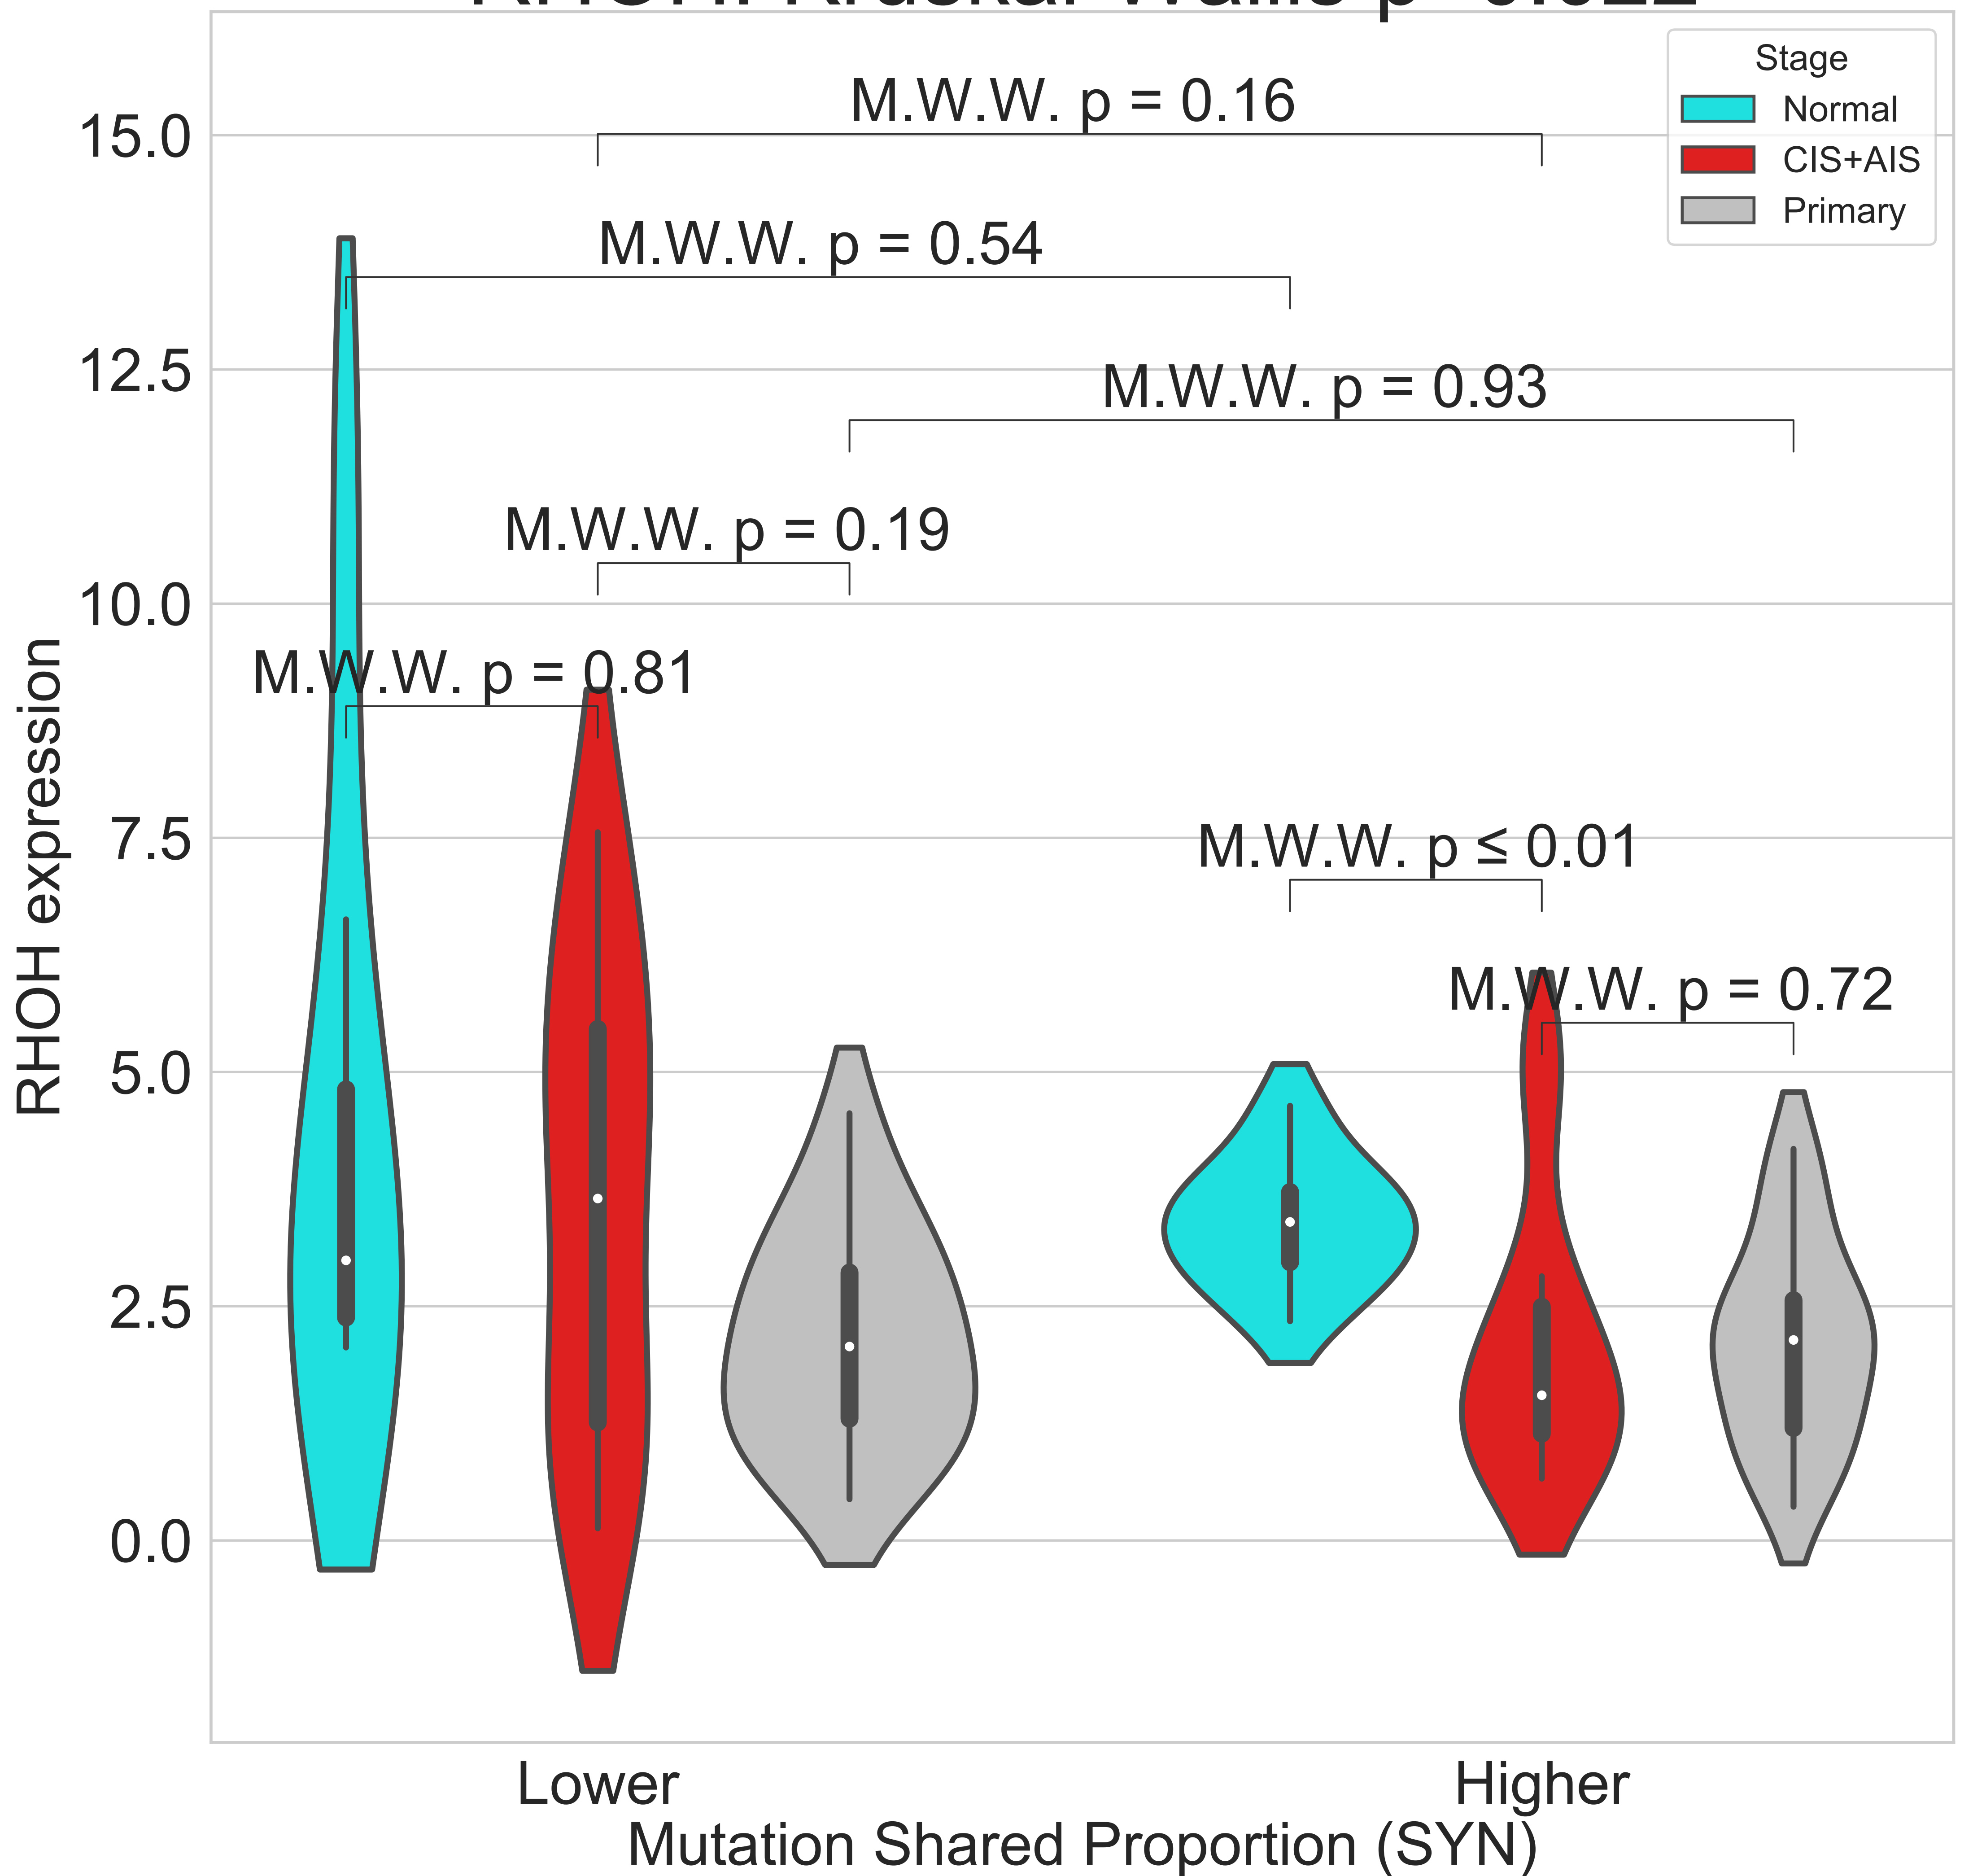 Stage
Normal
CIS+AIS
Primary
M.W.W. p = 0.16
15.0
M.W.W. p = 0.54
12.5
M.W.W. p = 0.93
M.W.W. p = 0.19
10.0
M.W.W. p = 0.81
7.5
M.W.W. p ≤ 0.01
M.W.W. p = 0.72
5.0
2.5
0.0
RHOH expression
Lower
Higher
Mutation Shared Proportion (SYN)